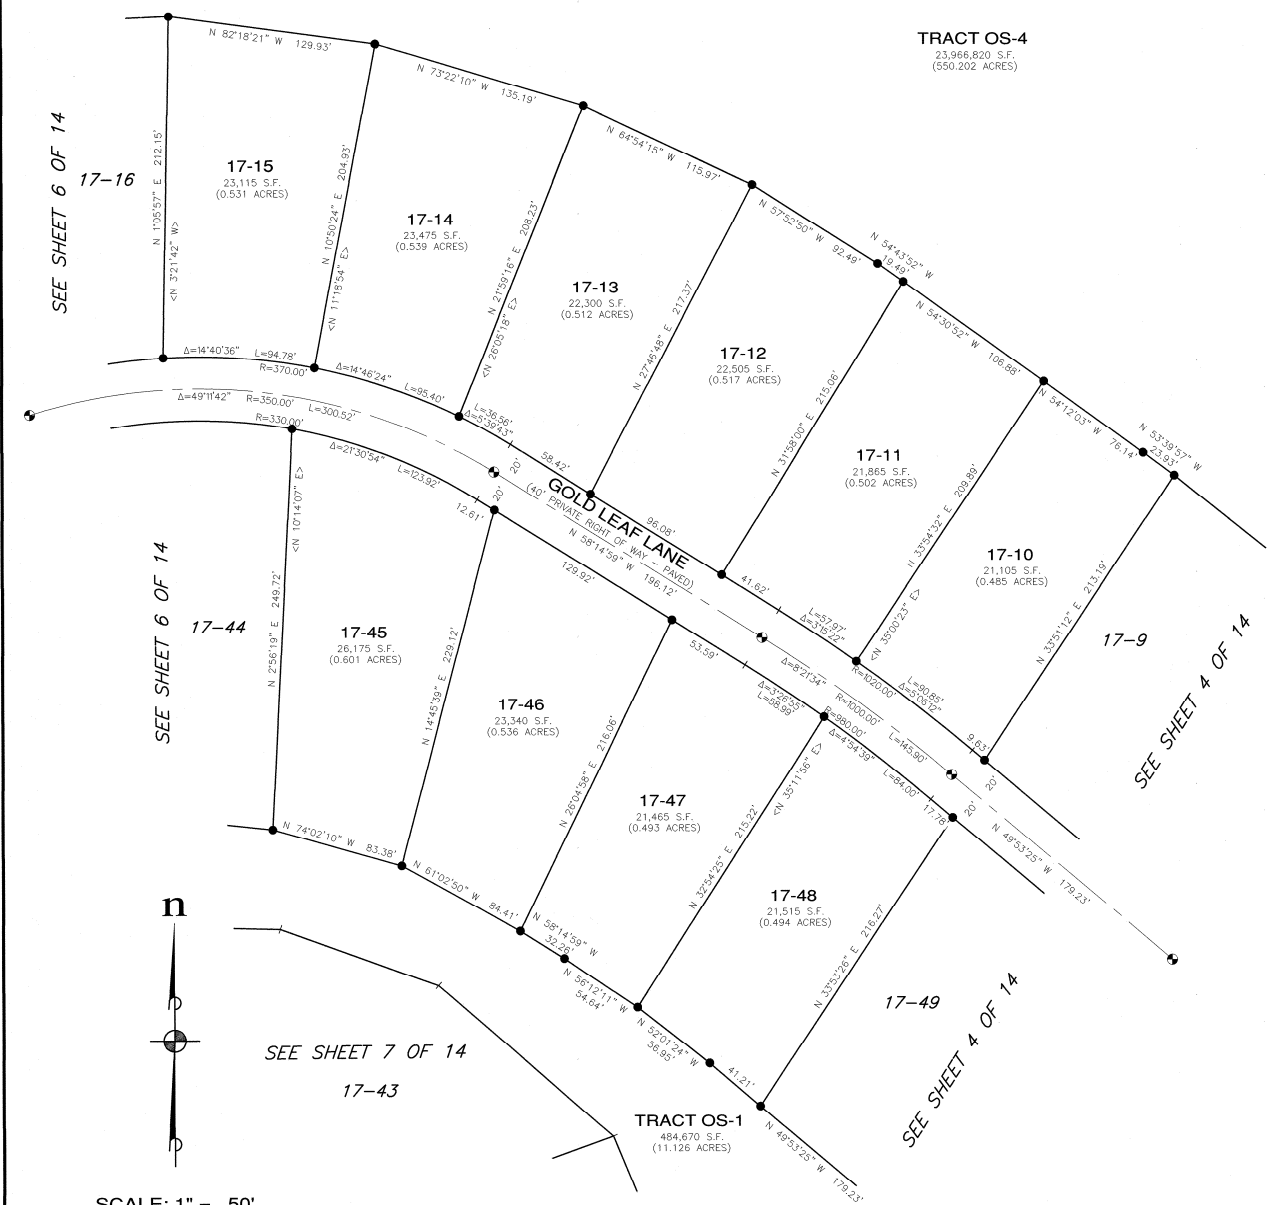 TRACT OS-4
23,966,820 S.F.
(550.202 ACRES)
N 82°18'21" W 129.93'
N 73°22'10" W 135.19'
N 64°54'15" W 115.97'
N 57°52'50" W 92.49'
N 54°43'52" W
19.49'
N 54°30'52" W 106.88'
N 54°12'03" W 76.14'
N 53°39'57" W
23.93'
SEE SHEET 6 OF 14
17-16
N 1°05'57" E 212.15'
<N 3°21'42" W>
17-15
23,115 S.F.
(0.531 ACRES)
N 10°50'24" E 204.93'
<N 11°18'54" E>
17-14
23,475 S.F.
(0.539 ACRES)
N 21°59'16" E 208.23'
<N 26°05'18" E>
17-13
22,300 S.F.
(0.512 ACRES)
N 27°46'48" E 217.37'
17-12
22,505 S.F.
(0.517 ACRES)
N 31°58'00" E 215.06'
17-11
21,865 S.F.
(0.502 ACRES)
N 33°54'32" E 209.89'
<N 35°00'23" E>
17-10
21,105 S.F.
(0.485 ACRES)
N 33°51'12" E 213.19'
17-9
SEE SHEET 4 OF 14
Δ=14°40'36" L=94.78'
R=370.00'
Δ=14°46'24" L=95.40'
L=36.56'
Δ=5°39'43"
58.42'
96.08'
41.62'
L=57.97'
Δ=3°15'22"
R=1020.00'
L=90.85'
Δ=5°06'12"
9.63'
Δ=49°11'42" R=350.00' L=300.52'
20'
20'
GOLD LEAF LANE
(40' PRIVATE RIGHT OF WAY - PAVED)
N 58°14'59" W 196.12'
Δ=8°21'34" R=1000.00' L=145.90'
20'
20'
N 49°53'25" W 179.23'
R=330.00'
Δ=21°30'54" L=123.92'
12.61'
129.92'
53.59'
Δ=3°26'55"
L=58.99'
R=980.00'
Δ=4°54'39" L=84.00'
17.78'
SEE SHEET 6 OF 14
17-44
<N 10°14'07" E>
N 2°56'19" E 249.72'
17-45
26,175 S.F.
(0.601 ACRES)
N 14°45'39" E 229.12'
17-46
23,340 S.F.
(0.536 ACRES)
N 26°04'58" E 216.06'
17-47
21,465 S.F.
(0.493 ACRES)
<N 35°11'56" E>
N 32°54'25" E 215.22'
17-48
21,515 S.F.
(0.494 ACRES)
N 33°53'26" E 216.27'
17-49
SEE SHEET 4 OF 14
N 74°02'10" W 83.38'
N 61°02'50" W 84.41'
N 58°14'59" W
32.26'
N 56°12'11" W
54.64'
N 52°01'24" W
56.95'
41.21'
N 49°53'25" W 179.23'
n
SEE SHEET 7 OF 14
17-43
TRACT OS-1
484,670 S.F.
(11.126 ACRES)
SCALE: 1" = 50'